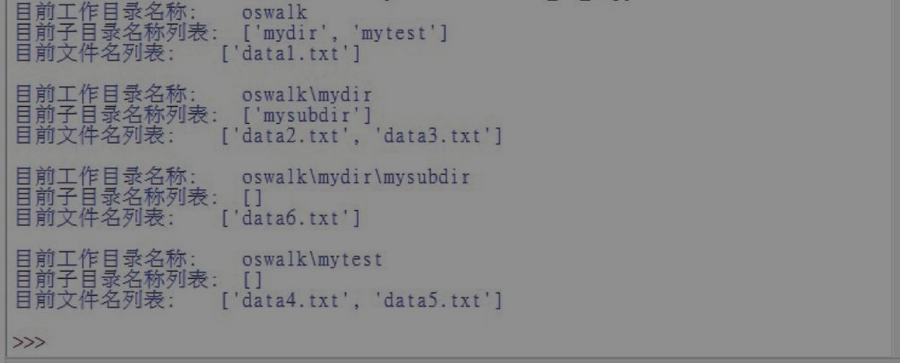 目前工作目录名称:    oswalk
目前子目录名称列表:  ['mydir', 'mytest']
目前文件名列表:    ['data1.txt']
目前工作目录名称:    oswalk\mydir
目前子目录名称列表:  ['mysubdir']
目前文件名列表:    ['data2.txt', 'data3.txt']
目前工作目录名称:    oswalk\mydir\mysubdir
目前子目录名称列表:  []
目前文件名列表:    ['data6.txt']
目前工作目录名称:    oswalk\mytest
目前子目录名称列表:  []
目前文件名列表:    ['data4.txt', 'data5.txt']
>>>